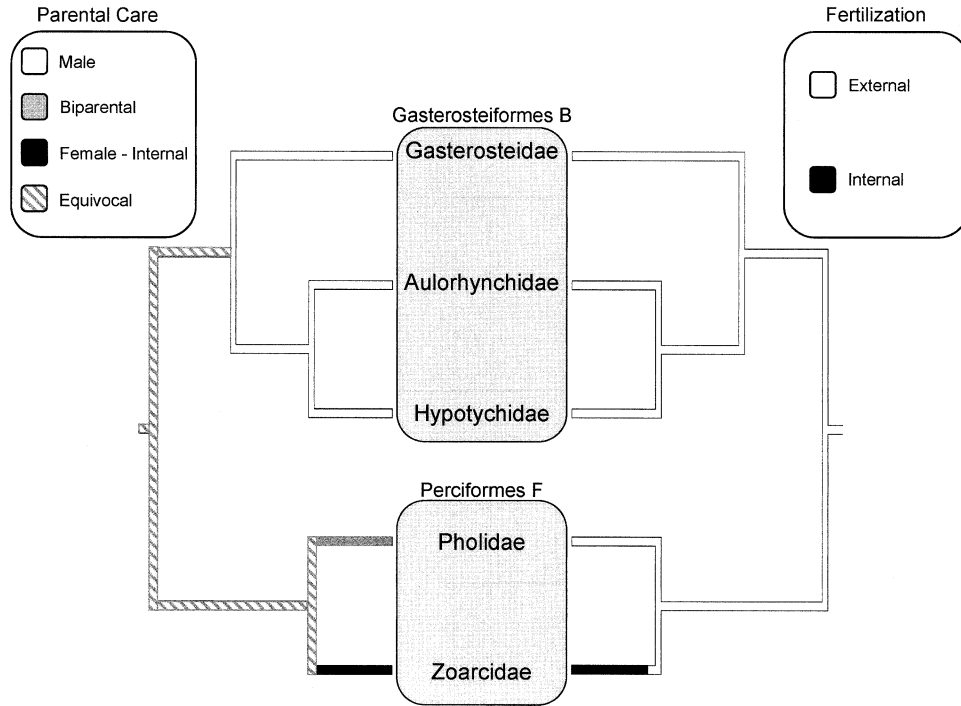 Parental Care
Male
Biparental
Female - Internal
Equivocal
Fertilization
External
Internal
Gasterosteiformes B
Gasterosteidae
Aulorhynchidae
Hypotychidae
Perciformes F
Pholidae
Zoarcidae